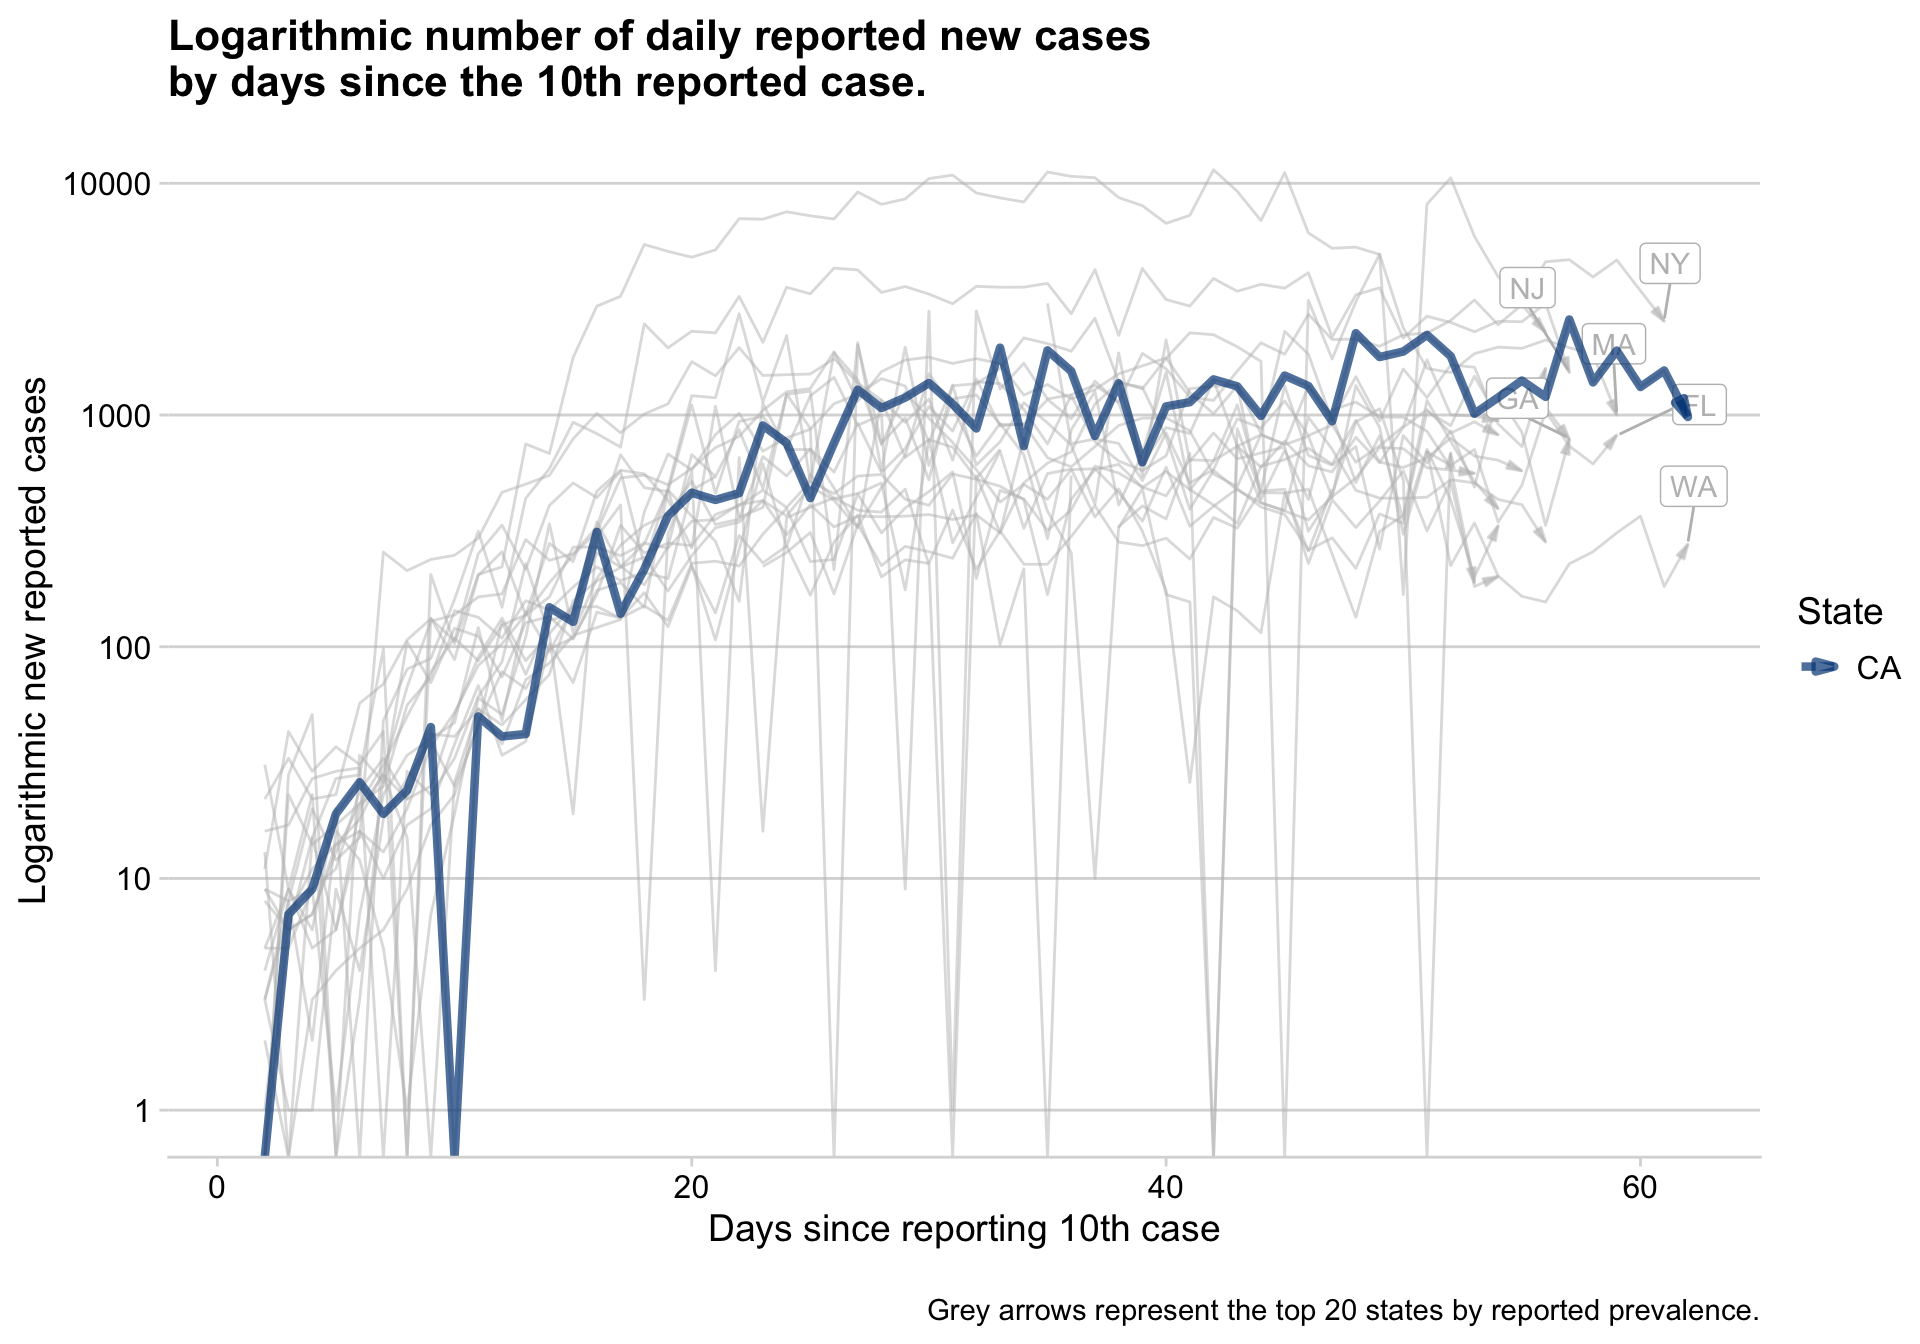 Logarithmic number of daily reported new cases
by days since the 10th reported case.
Logarithmic new reported cases
10000
1000
100
10
1
NY
NJ
MA
GA
FL
WA
State
CA
0
20
40
60
Days since reporting 10th case
Grey arrows represent the top 20 states by reported prevalence.